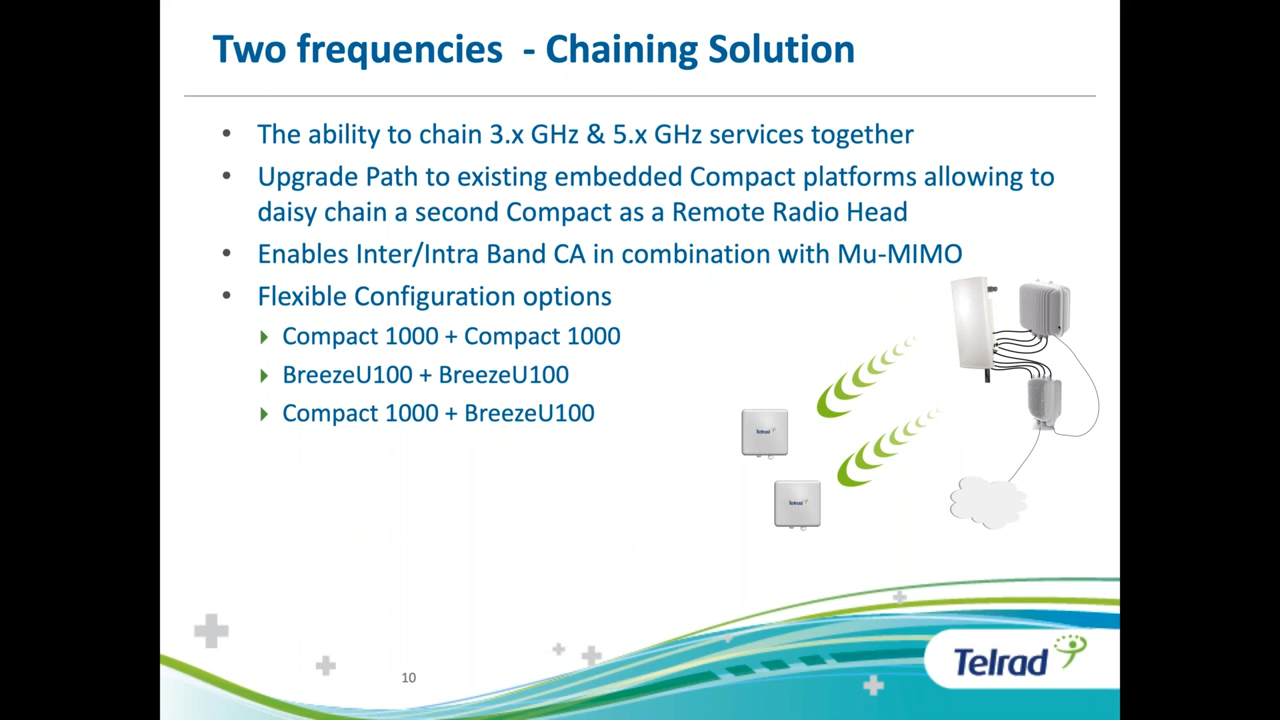 Two frequencies - Chaining Solution
• The ability to chain 3.x GHz & 5.x GHz services together
• Upgrade Path to existing embedded Compact platforms allowing to
daisy chain a second Compact as a Remote Radio Head
• Enables Inter/Intra Band CA in combination with Mu-MIMO
• Flexible Configuration options
Compact 1000 + Compact 1000
BreezeU100 + BreezeU100
Compact 1000 + BreezeU100
Telrad
Telrad
10
Telrad